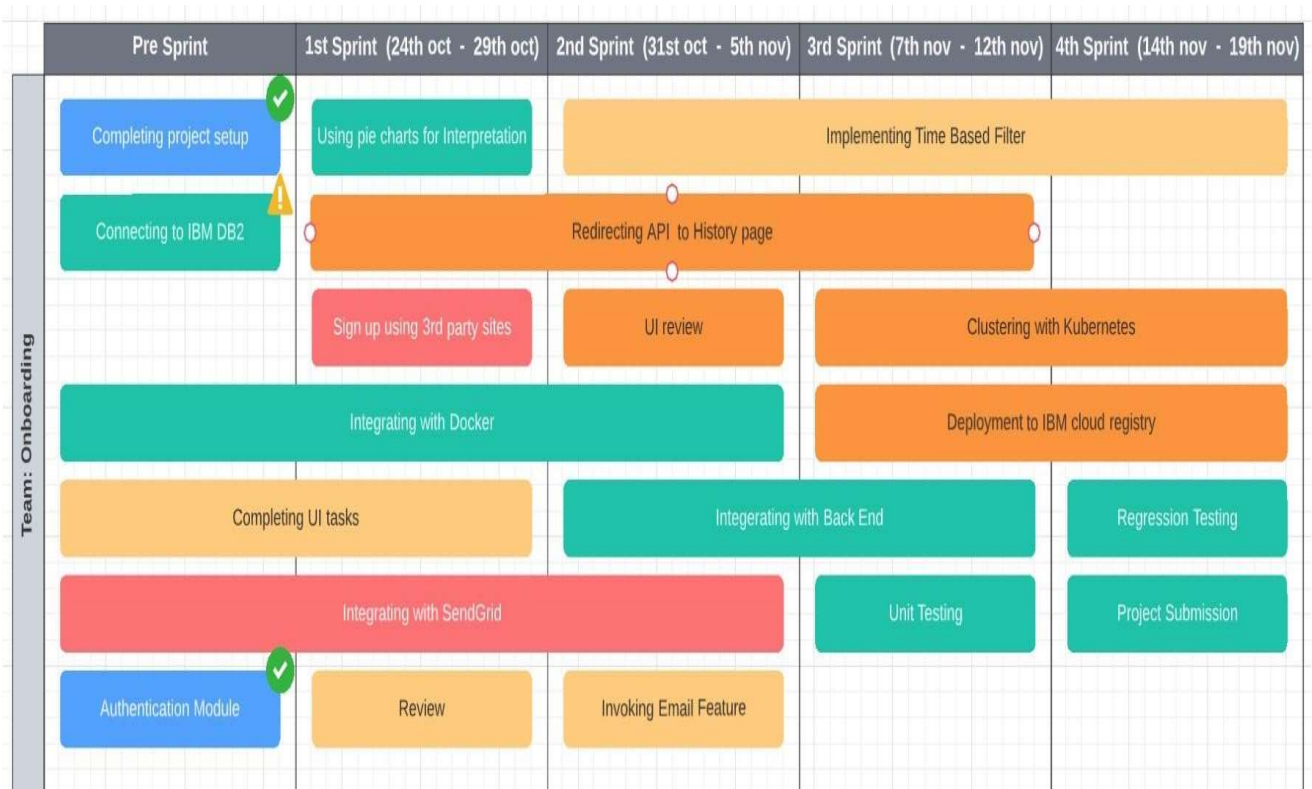 Pre Sprint
1st Sprint (24th oct - 29th oct)
2nd Sprint (31st oct - 5th nov)
3rd Sprint (7th nov - 12th nov)
4th Sprint (14th nov - 19th nov)
Team: Onboarding
Completing project setup
Using pie charts for Interpretation
Implementing Time Based Filter
Connecting to IBM DB2
Redirecting API to History page
Sign up using 3rd party sites
UI review
Clustering with Kubernetes
Integrating with Docker
Deployment to IBM cloud registry
Completing UI tasks
Integerating with Back End
Regression Testing
Integrating with SendGrid
Unit Testing
Project Submission
Authentication Module
Review
Invoking Email Feature